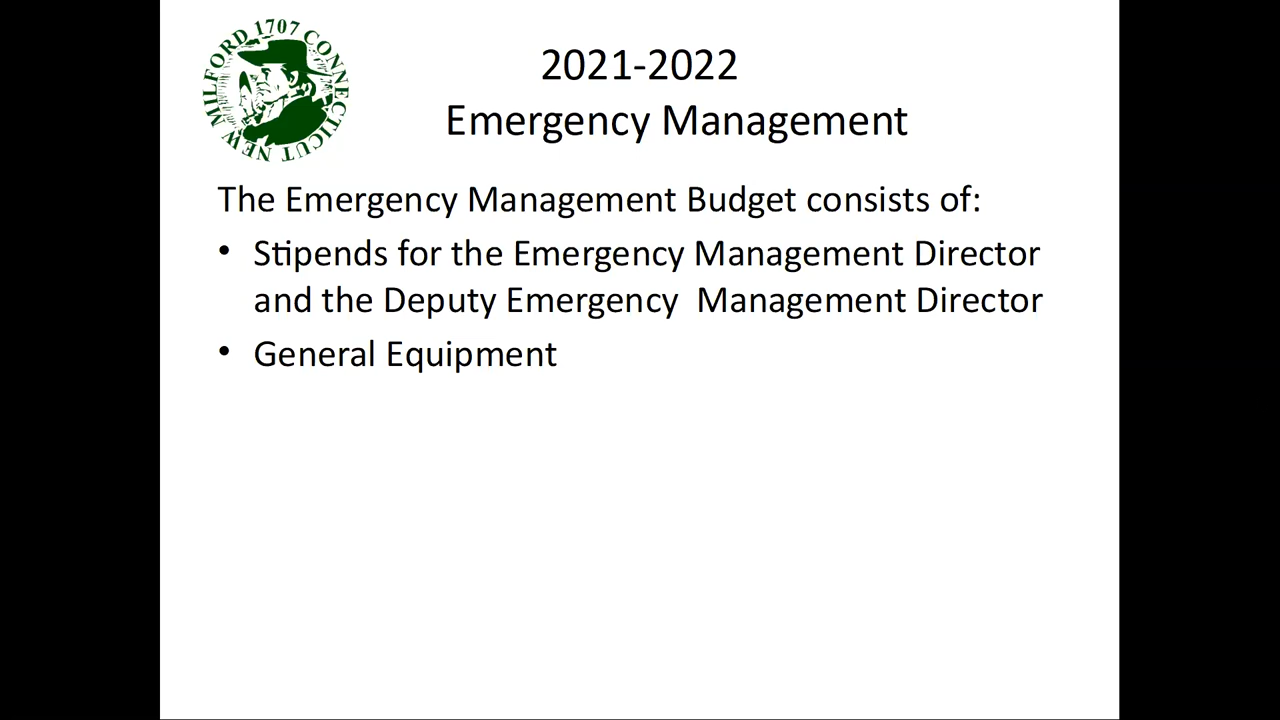 NEW MILFORD 1707 CONNECTICUT
2021-2022
Emergency Management
The Emergency Management Budget consists of:
• Stipends for the Emergency Management Director
and the Deputy Emergency  Management Director
• General Equipment